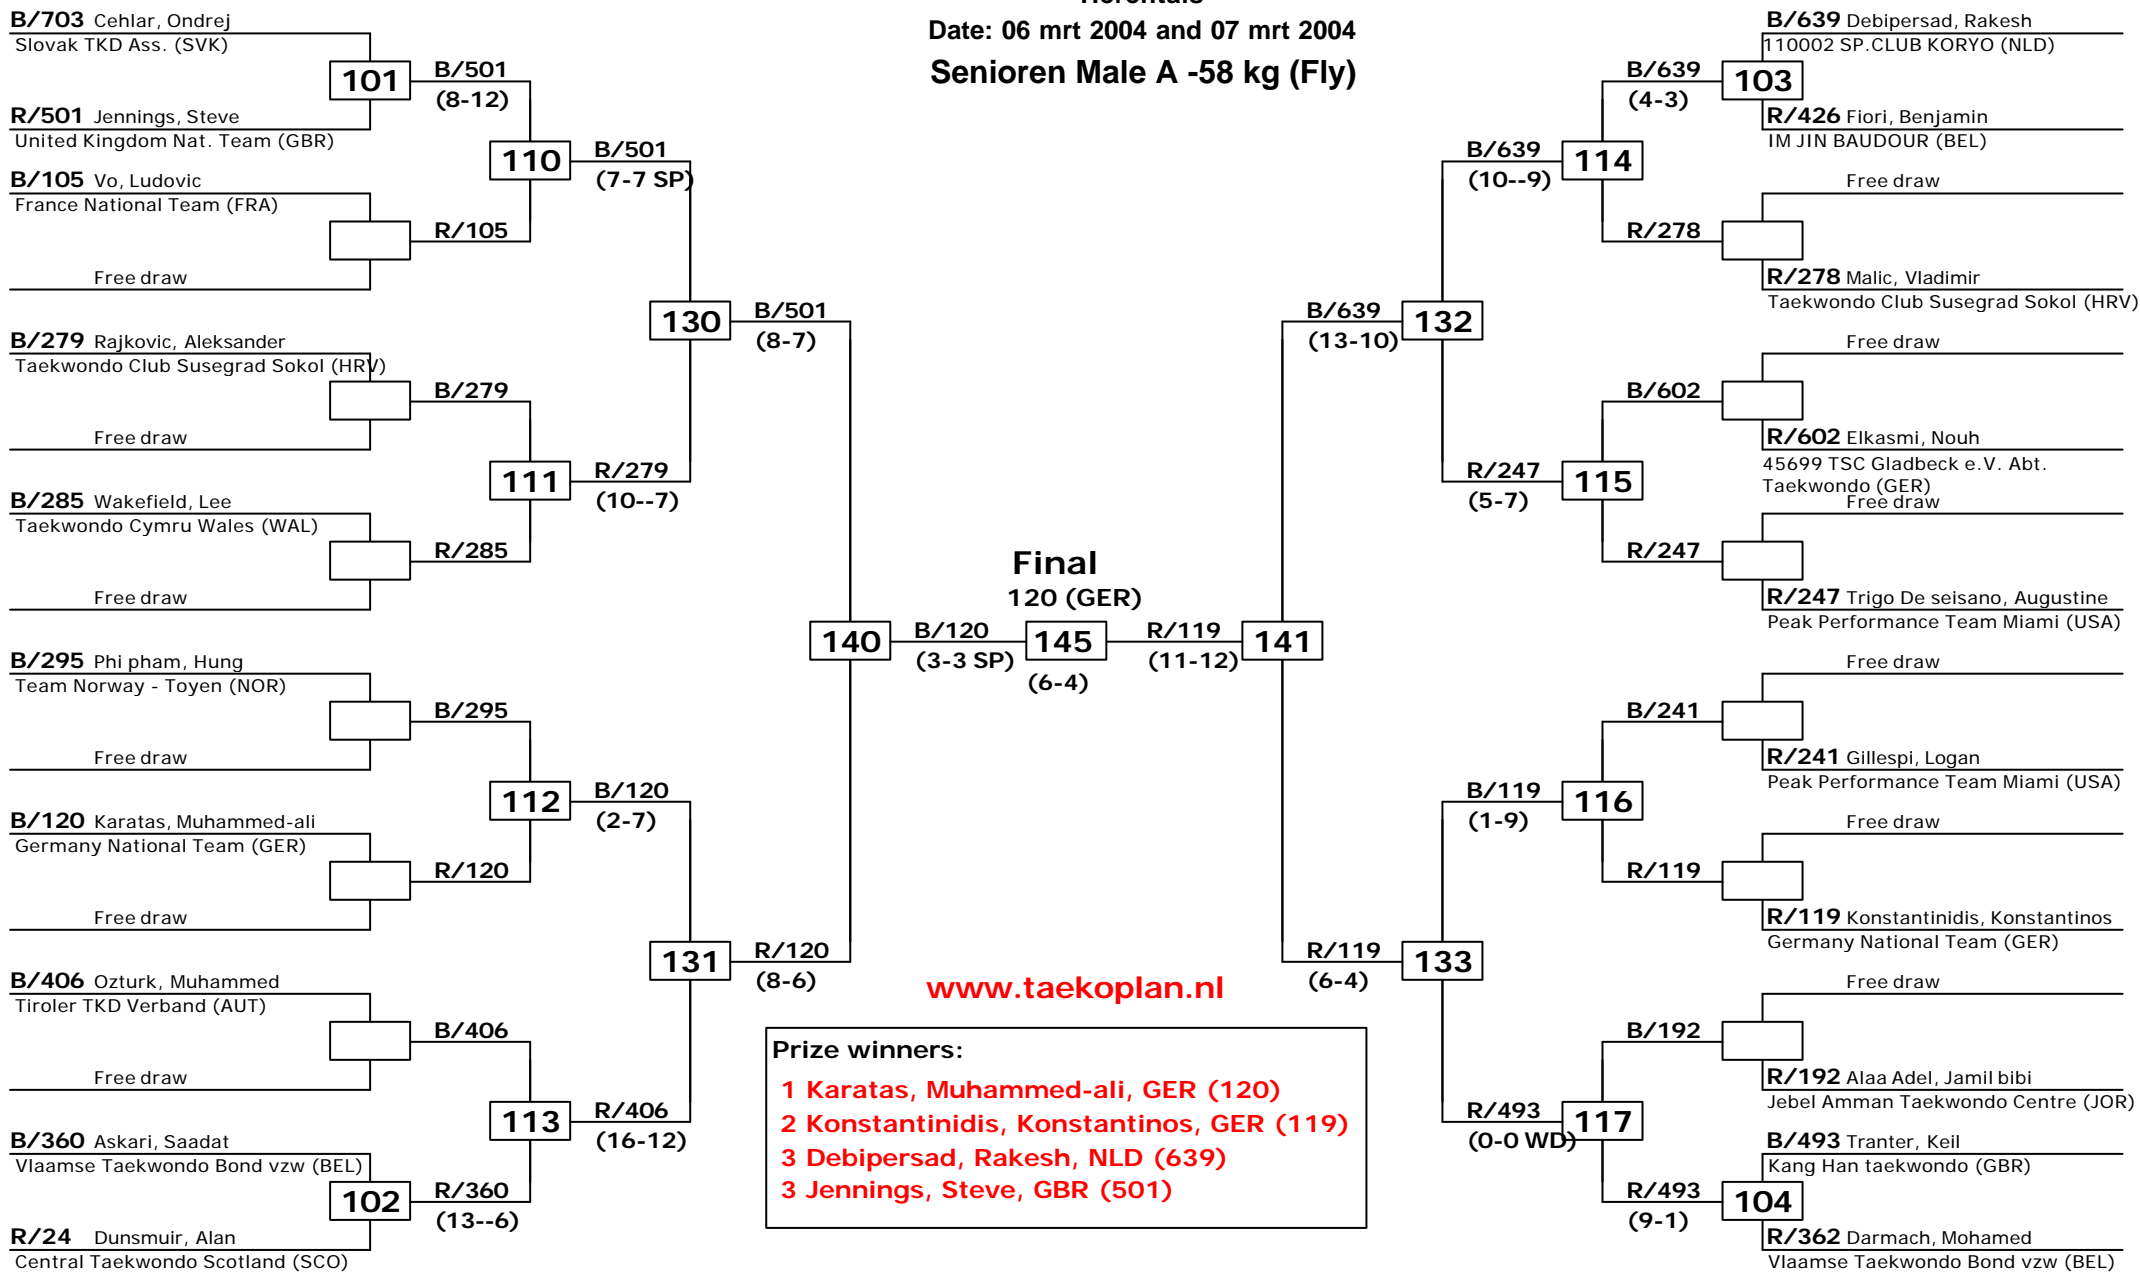 Herentals
Date: 06 mrt 2004 and 07 mrt 2004
Senioren Male A -58 kg (Fly)
B/703 Cehlar, Ondrej
Slovak TKD Ass. (SVK)
101
B/501
(8-12)
R/501 Jennings, Steve
United Kingdom Nat. Team (GBR)
110
B/501
(7-7 SP)
B/105 Vo, Ludovic
France National Team (FRA)
R/105
Free draw
130
B/501
(8-7)
B/279 Rajkovic, Aleksander
Taekwondo Club Susegrad Sokol (HRV)
B/279
Free draw
111
R/279
(10--7)
B/285 Wakefield, Lee
Taekwondo Cymru Wales (WAL)
R/285
Free draw
140
B/120
(3-3 SP)
B/295 Phi pham, Hung
Team Norway - Toyen (NOR)
B/295
Free draw
112
B/120
(2-7)
B/120 Karatas, Muhammed-ali
Germany National Team (GER)
R/120
Free draw
131
R/120
(8-6)
B/406 Ozturk, Muhammed
Tiroler TKD Verband (AUT)
B/406
Free draw
113
R/406
(16-12)
B/360 Askari, Saadat
Vlaamse Taekwondo Bond vzw (BEL)
102
R/360
(13--6)
R/24 Dunsmuir, Alan
Central Taekwondo Scotland (SCO)
Final
120 (GER)
145
(6-4)
www.taekoplan.nl
Prize winners:
1 Karatas, Muhammed-ali, GER (120)
2 Konstantinidis, Konstantinos, GER (119)
3 Debipersad, Rakesh, NLD (639)
3 Jennings, Steve, GBR (501)
B/639 Debipersad, Rakesh
110002 SP.CLUB KORYO (NLD)
B/639
(4-3)
103
R/426 Fiori, Benjamin
IM JIN BAUDOUR (BEL)
B/639
(10--9)
114
Free draw
R/278
R/278 Malic, Vladimir
Taekwondo Club Susegrad Sokol (HRV)
B/639
(13-10)
132
Free draw
B/602
R/602 Elkasmi, Nouh
45699 TSC Gladbeck e.V. Abt.
Taekwondo (GER)
R/247
(5-7)
115
Free draw
R/247
R/247 Trigo De seisano, Augustine
Peak Performance Team Miami (USA)
R/119
(11-12)
141
Free draw
B/241
R/241 Gillespi, Logan
Peak Performance Team Miami (USA)
B/119
(1-9)
116
Free draw
R/119
R/119 Konstantinidis, Konstantinos
Germany National Team (GER)
R/119
(6-4)
133
Free draw
B/192
R/192 Alaa Adel, Jamil bibi
Jebel Amman Taekwondo Centre (JOR)
R/493
(0-0 WD)
117
B/493 Tranter, Keil
Kang Han taekwondo (GBR)
R/493
(9-1)
104
R/362 Darmach, Mohamed
Vlaamse Taekwondo Bond vzw (BEL)